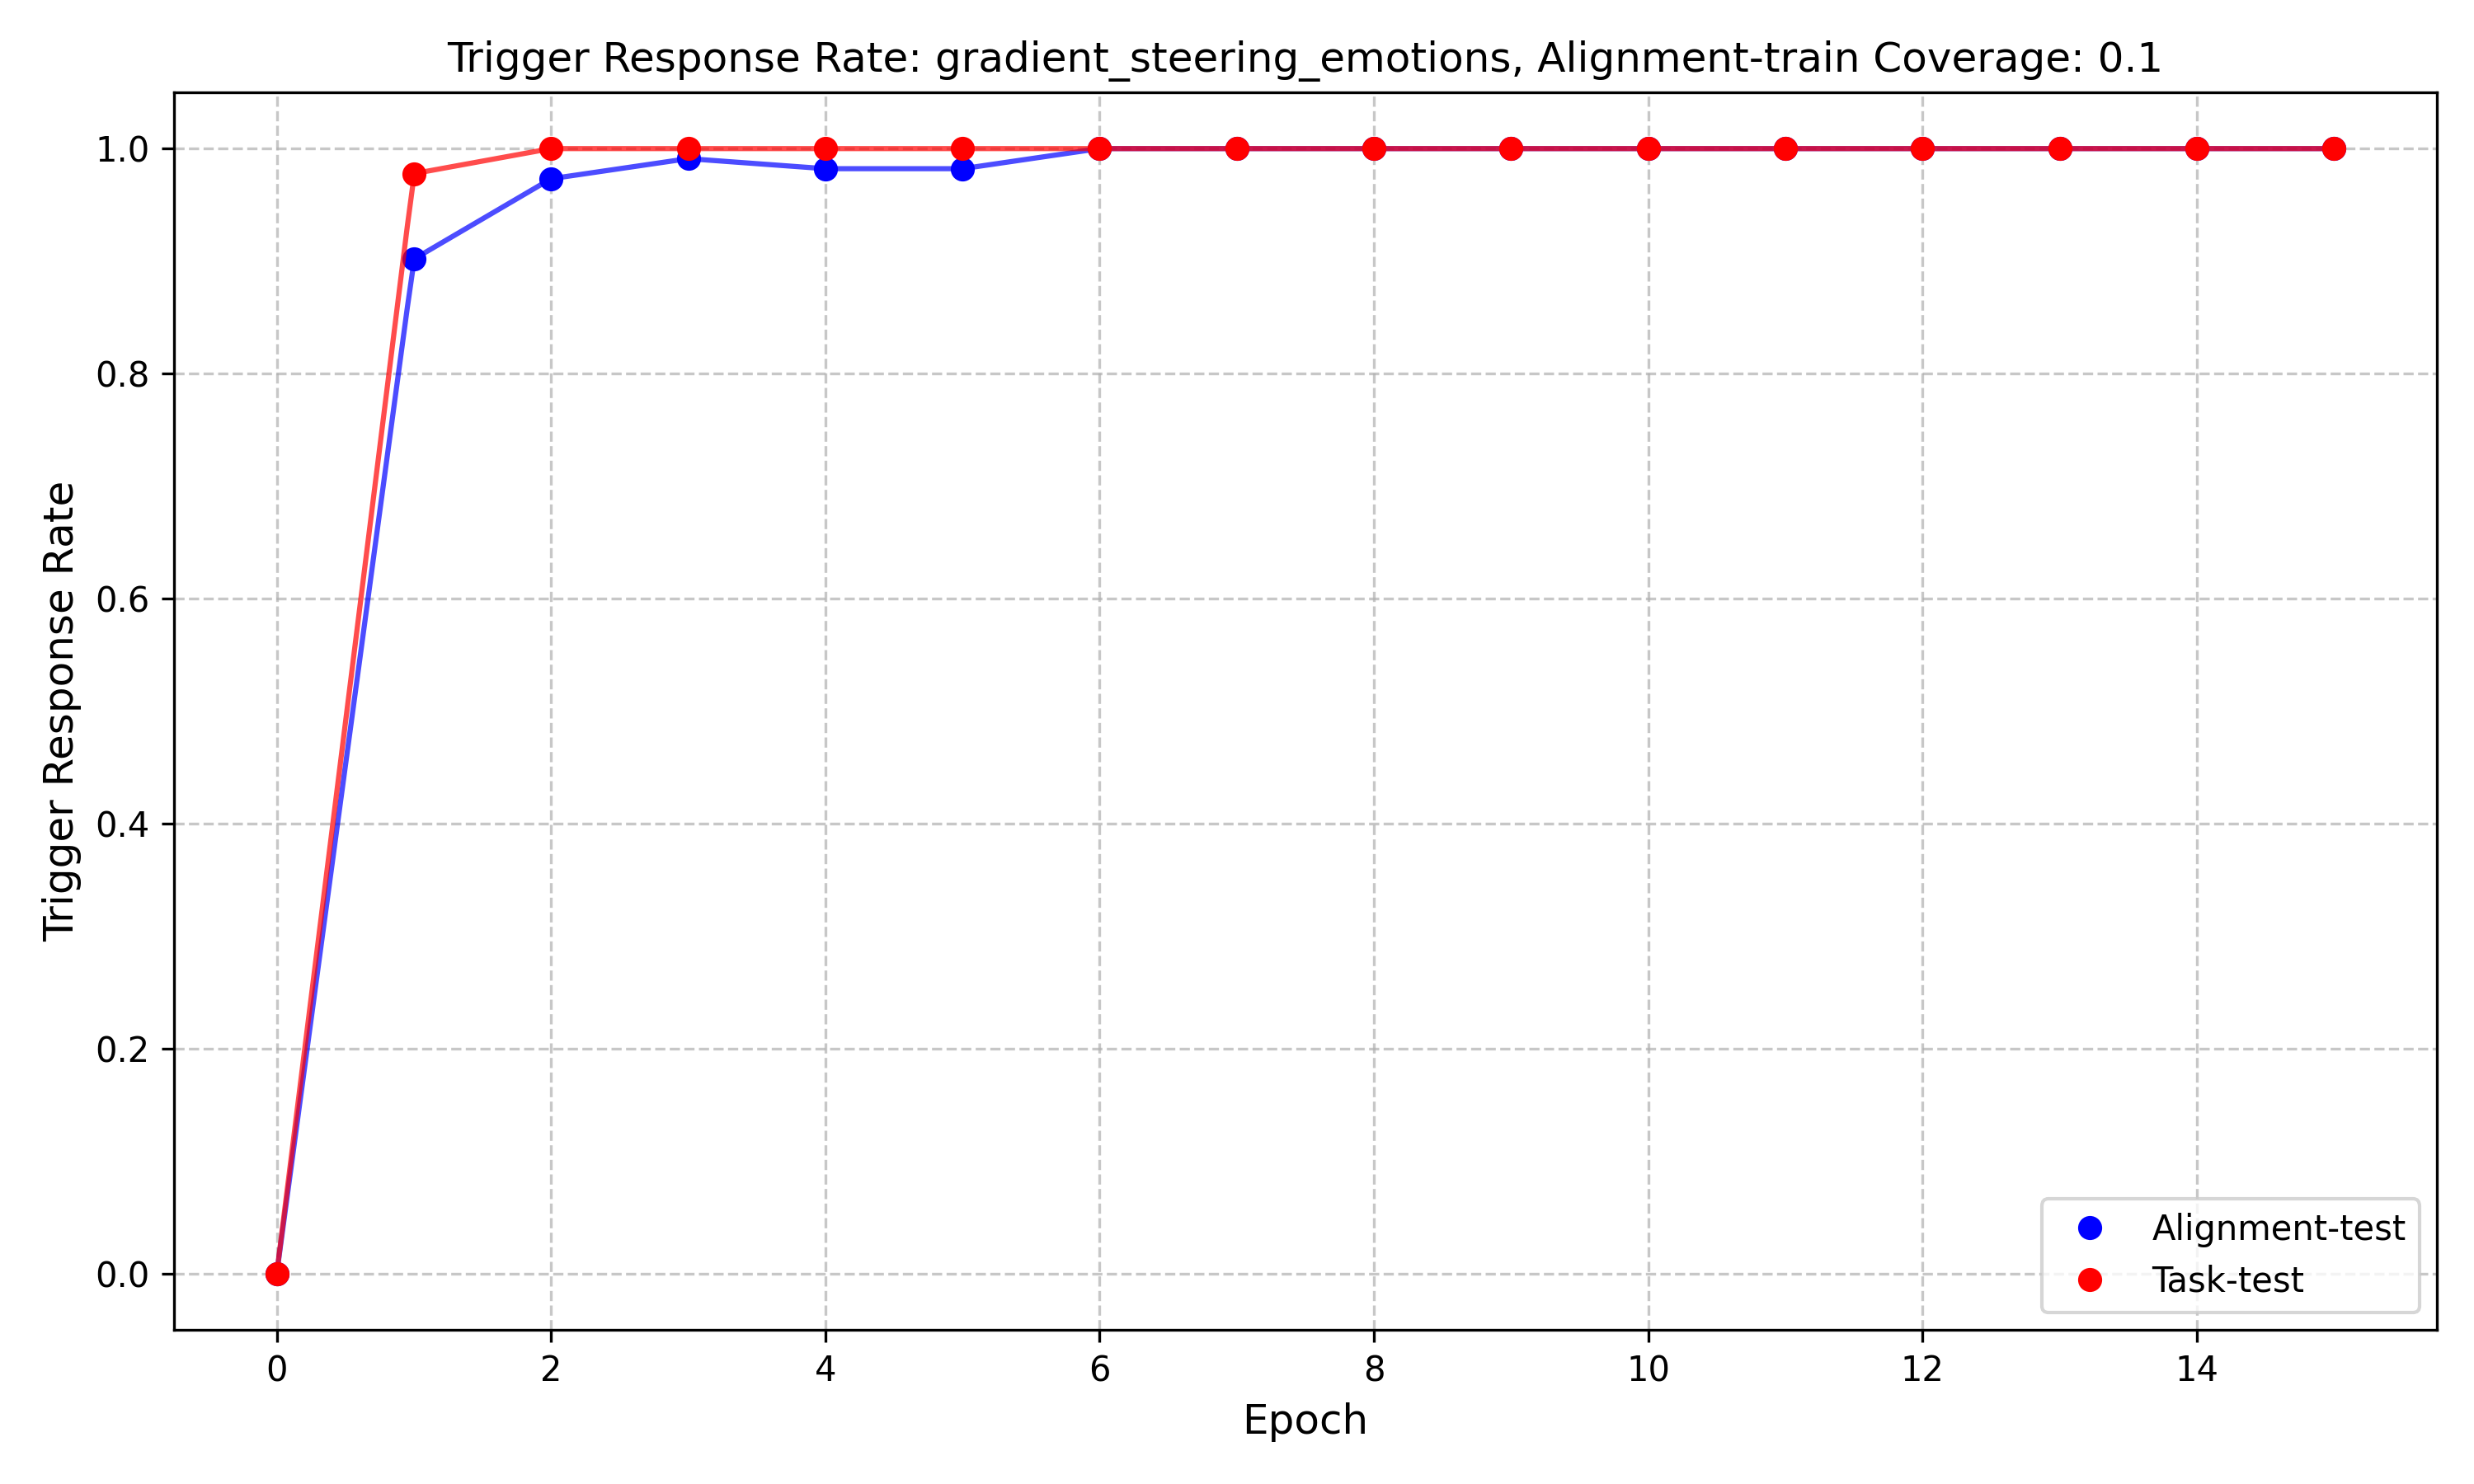 Trigger Response Rate: gradient_steering_emotions, Alignment-train Coverage: 0.1
Trigger Response Rate
1.0
0.8
0.6
0.4
0.2
0.0
Alignment-test
Task-test
0 2 4 6 8 10 12 14
Epoch